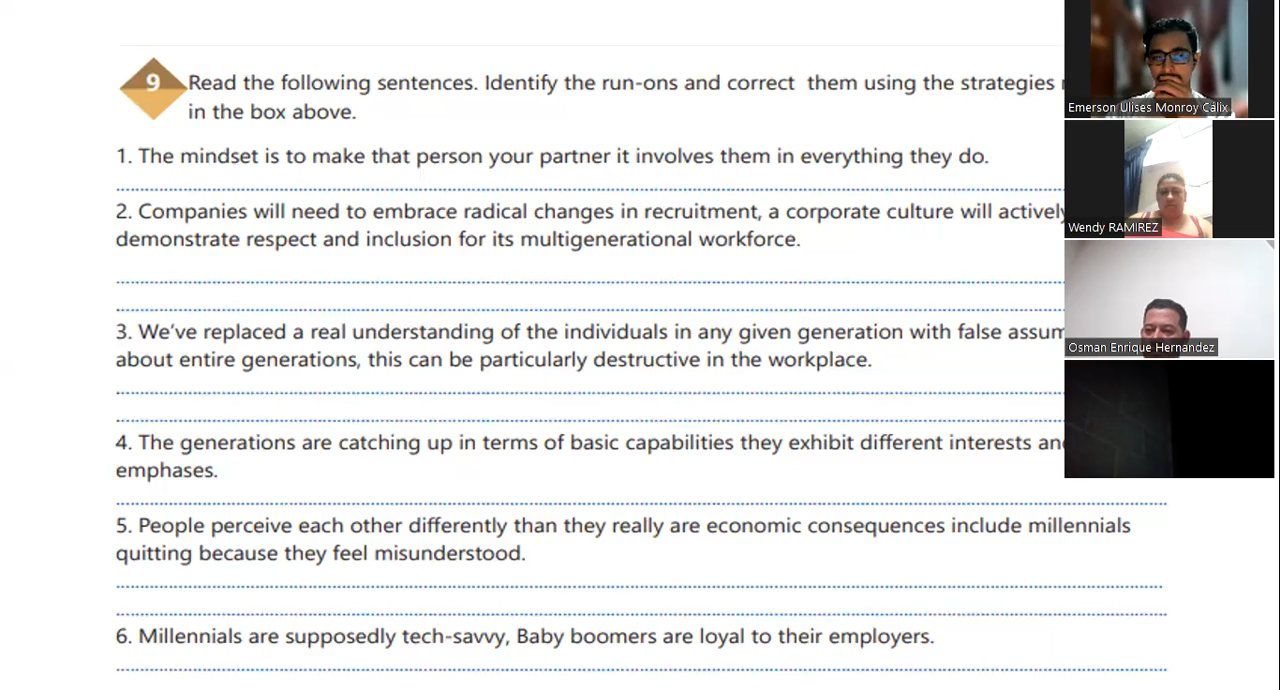 9
Read the following sentences. Identify the run-ons and correct them using the strategies
in the box above.
1. The mindset is to make that person your partner it involves them in everything they do.
2. Companies will need to embrace radical changes in recruitment, a corporate culture will actively
demonstrate respect and inclusion for its multigenerational workforce.
3. We've replaced a real understanding of the individuals in any given generation with false
about entire generations, this can be particularly destructive in the workplace.
4. The generations are catching up in terms of basic capabilities they exhibit different interests and
emphases.
5. People perceive each other differently than they really are economic consequences include millennials
quitting because they feel misunderstood.
6. Millennials are supposedly tech-savvy, Baby boomers are loyal to their employers.
Emerson Ulises Monroy Cálix
Wendy RAMIREZ
Osman Enrique Hernandez